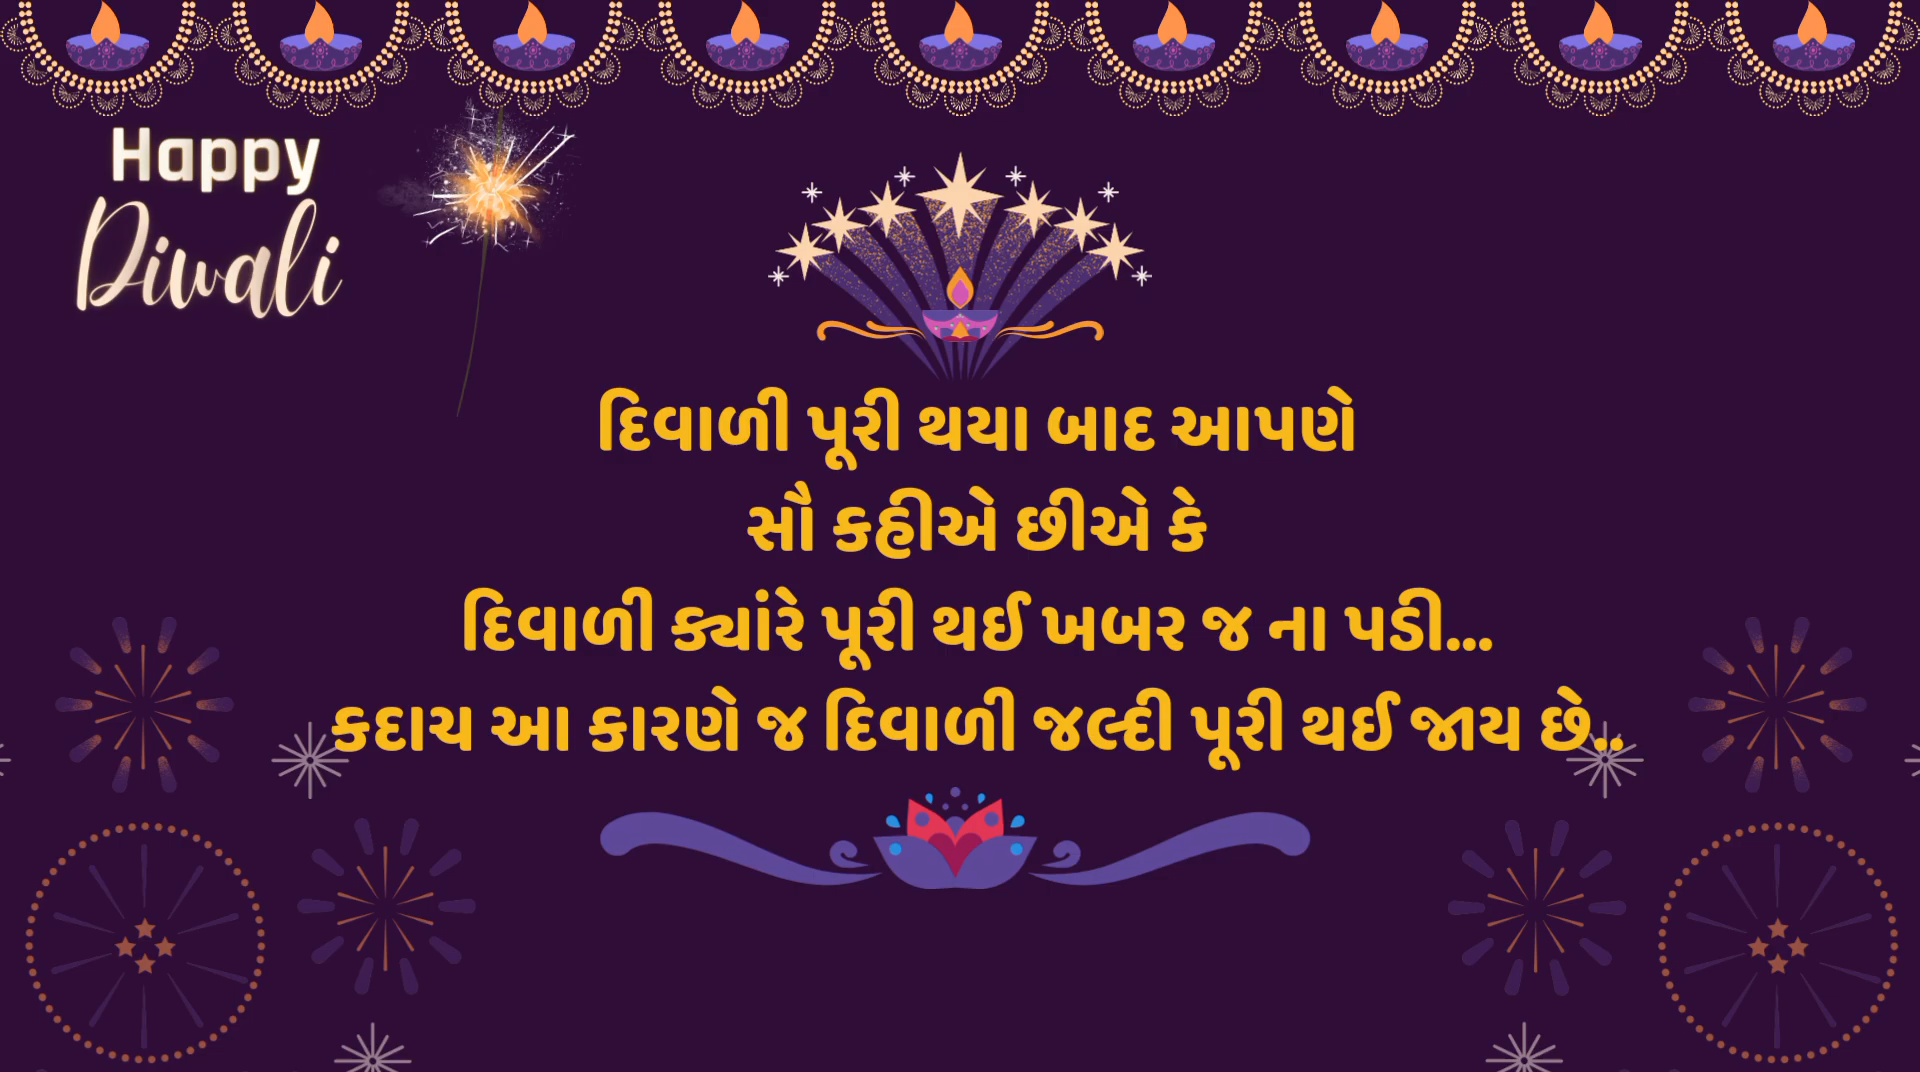 Happy
Diwali
દિવાળી પૂરી થયા બાદ આપણે
સૌ કહીએ છીએ કે
દિવાળી ક્યાંરે પૂરી થઈ ખબર જ ના પડી...
કદાચ આ કારણે જ દિવાળી જલ્દી પૂરી થઈ જાય છે..